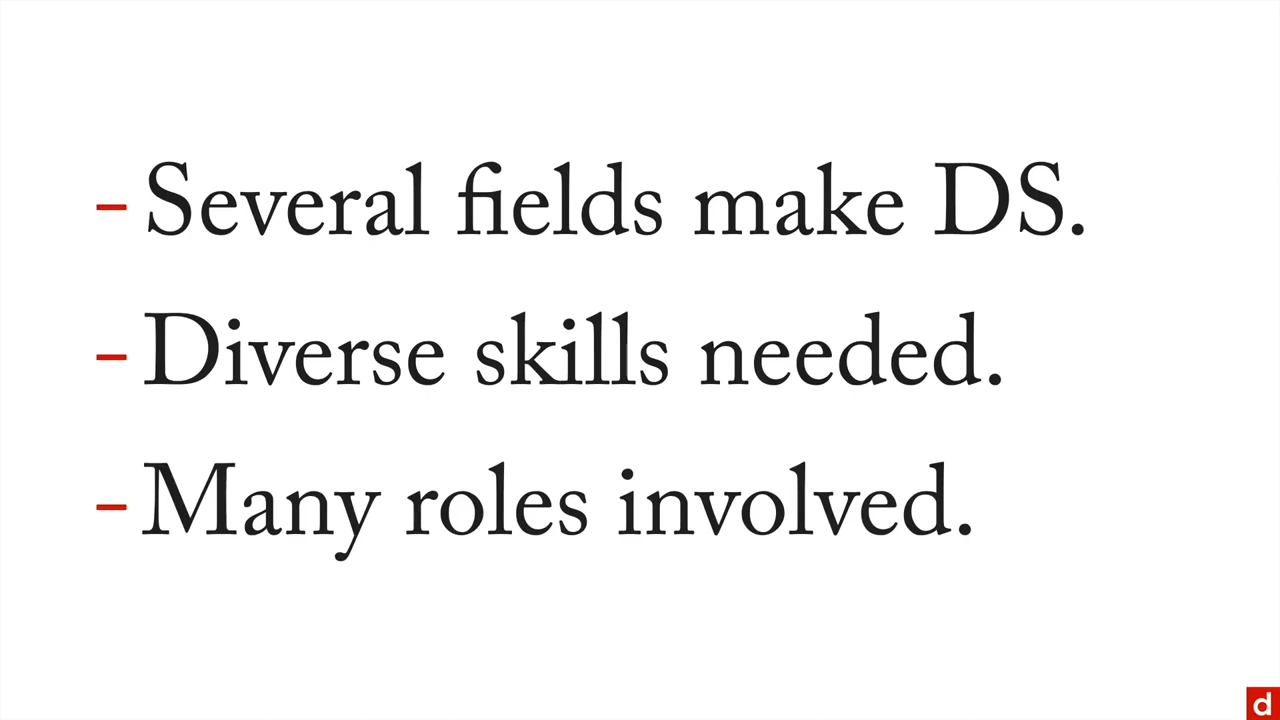 - Several fields make DS.
- Diverse skills needed.
- Many roles involved.
d